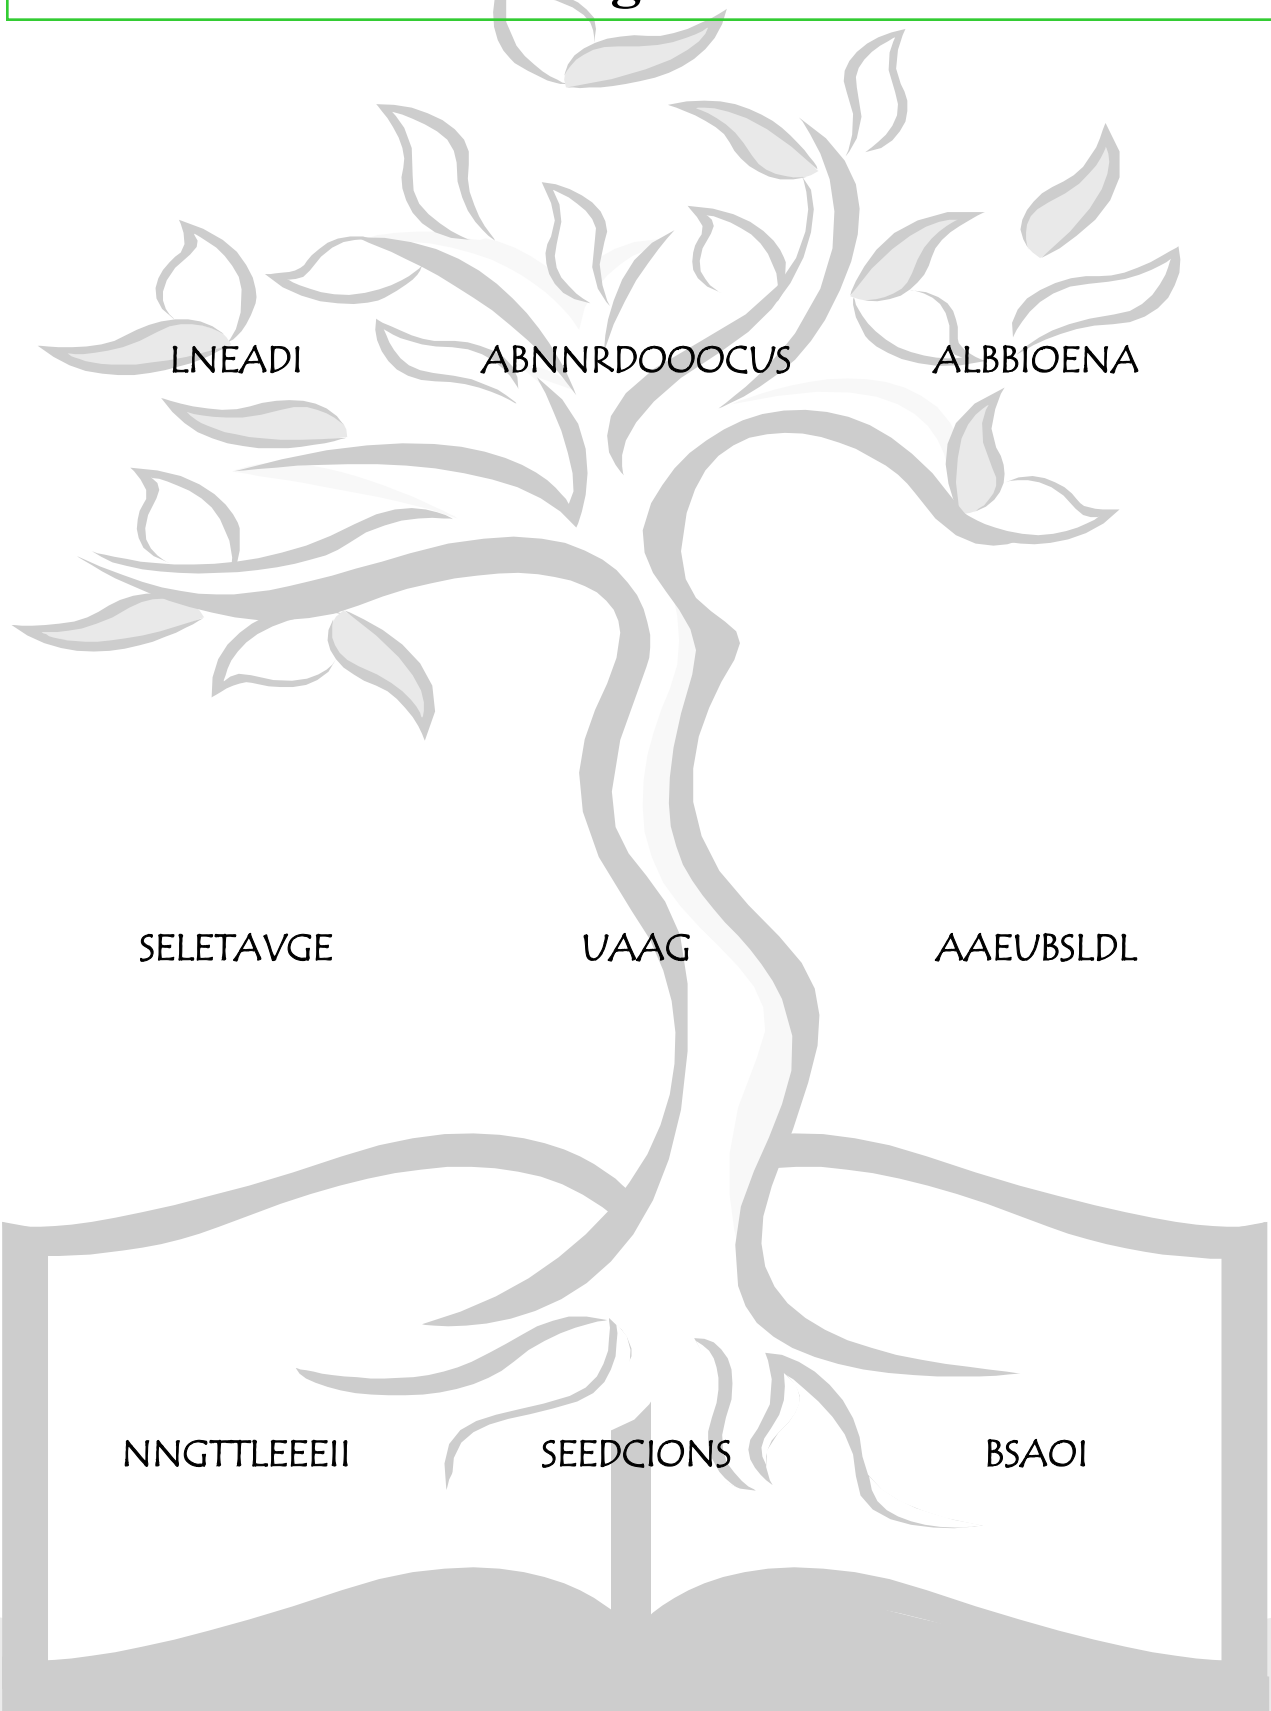 LNEADI ABNNRDOOOCUS ALBBIOENA
SELETAVGE UAAG AAEUBSLDL
NNGTTLEEEII SEEDCIONS BSAOI